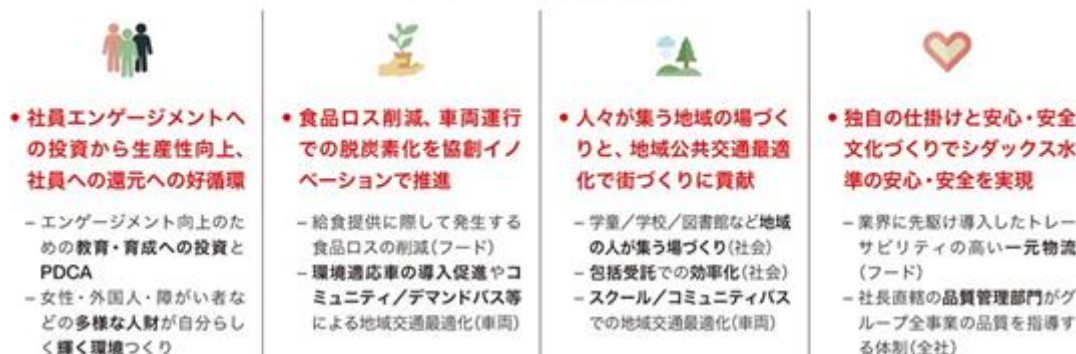 • 社員エンゲージメントへ
の投資から生産性向上、
社員への還元への好循環
– エンゲージメント向上のた
めの教育・育成への投資と
PDCA
– 女性・外国人・障がい者な
どの多様な人財が自分らし
く輝く環境つくり
• 食品ロス削減、車両運行
での脱炭素化を協創イノ
ベーションで推進
– 給食提供に際して発生する
食品ロスの削減(フード)
– 環境適応車の導入促進やコ
ミュニティ／デマンドバス等
による地域交通最適化(車両)
• 人々が集う地域の場づく
りと、地域公共交通最適
化で街づくりに貢献
– 学童／学校／図書館など地域
の人が集う場づくり(社会)
– 包括受託での効率化(社会)
– スクール／コミュニティバス
での地域交通最適化(車両)
• 独自の仕掛けと安心・安全
文化づくりでシダックス水
準の安心・安全を実現
– 業界に先駆け導入したトレー
サビリティの高い一元物流
(フード)
– 社長直轄の品質管理部門がグ
ループ全事業の品質を指導す
る体制(全社)